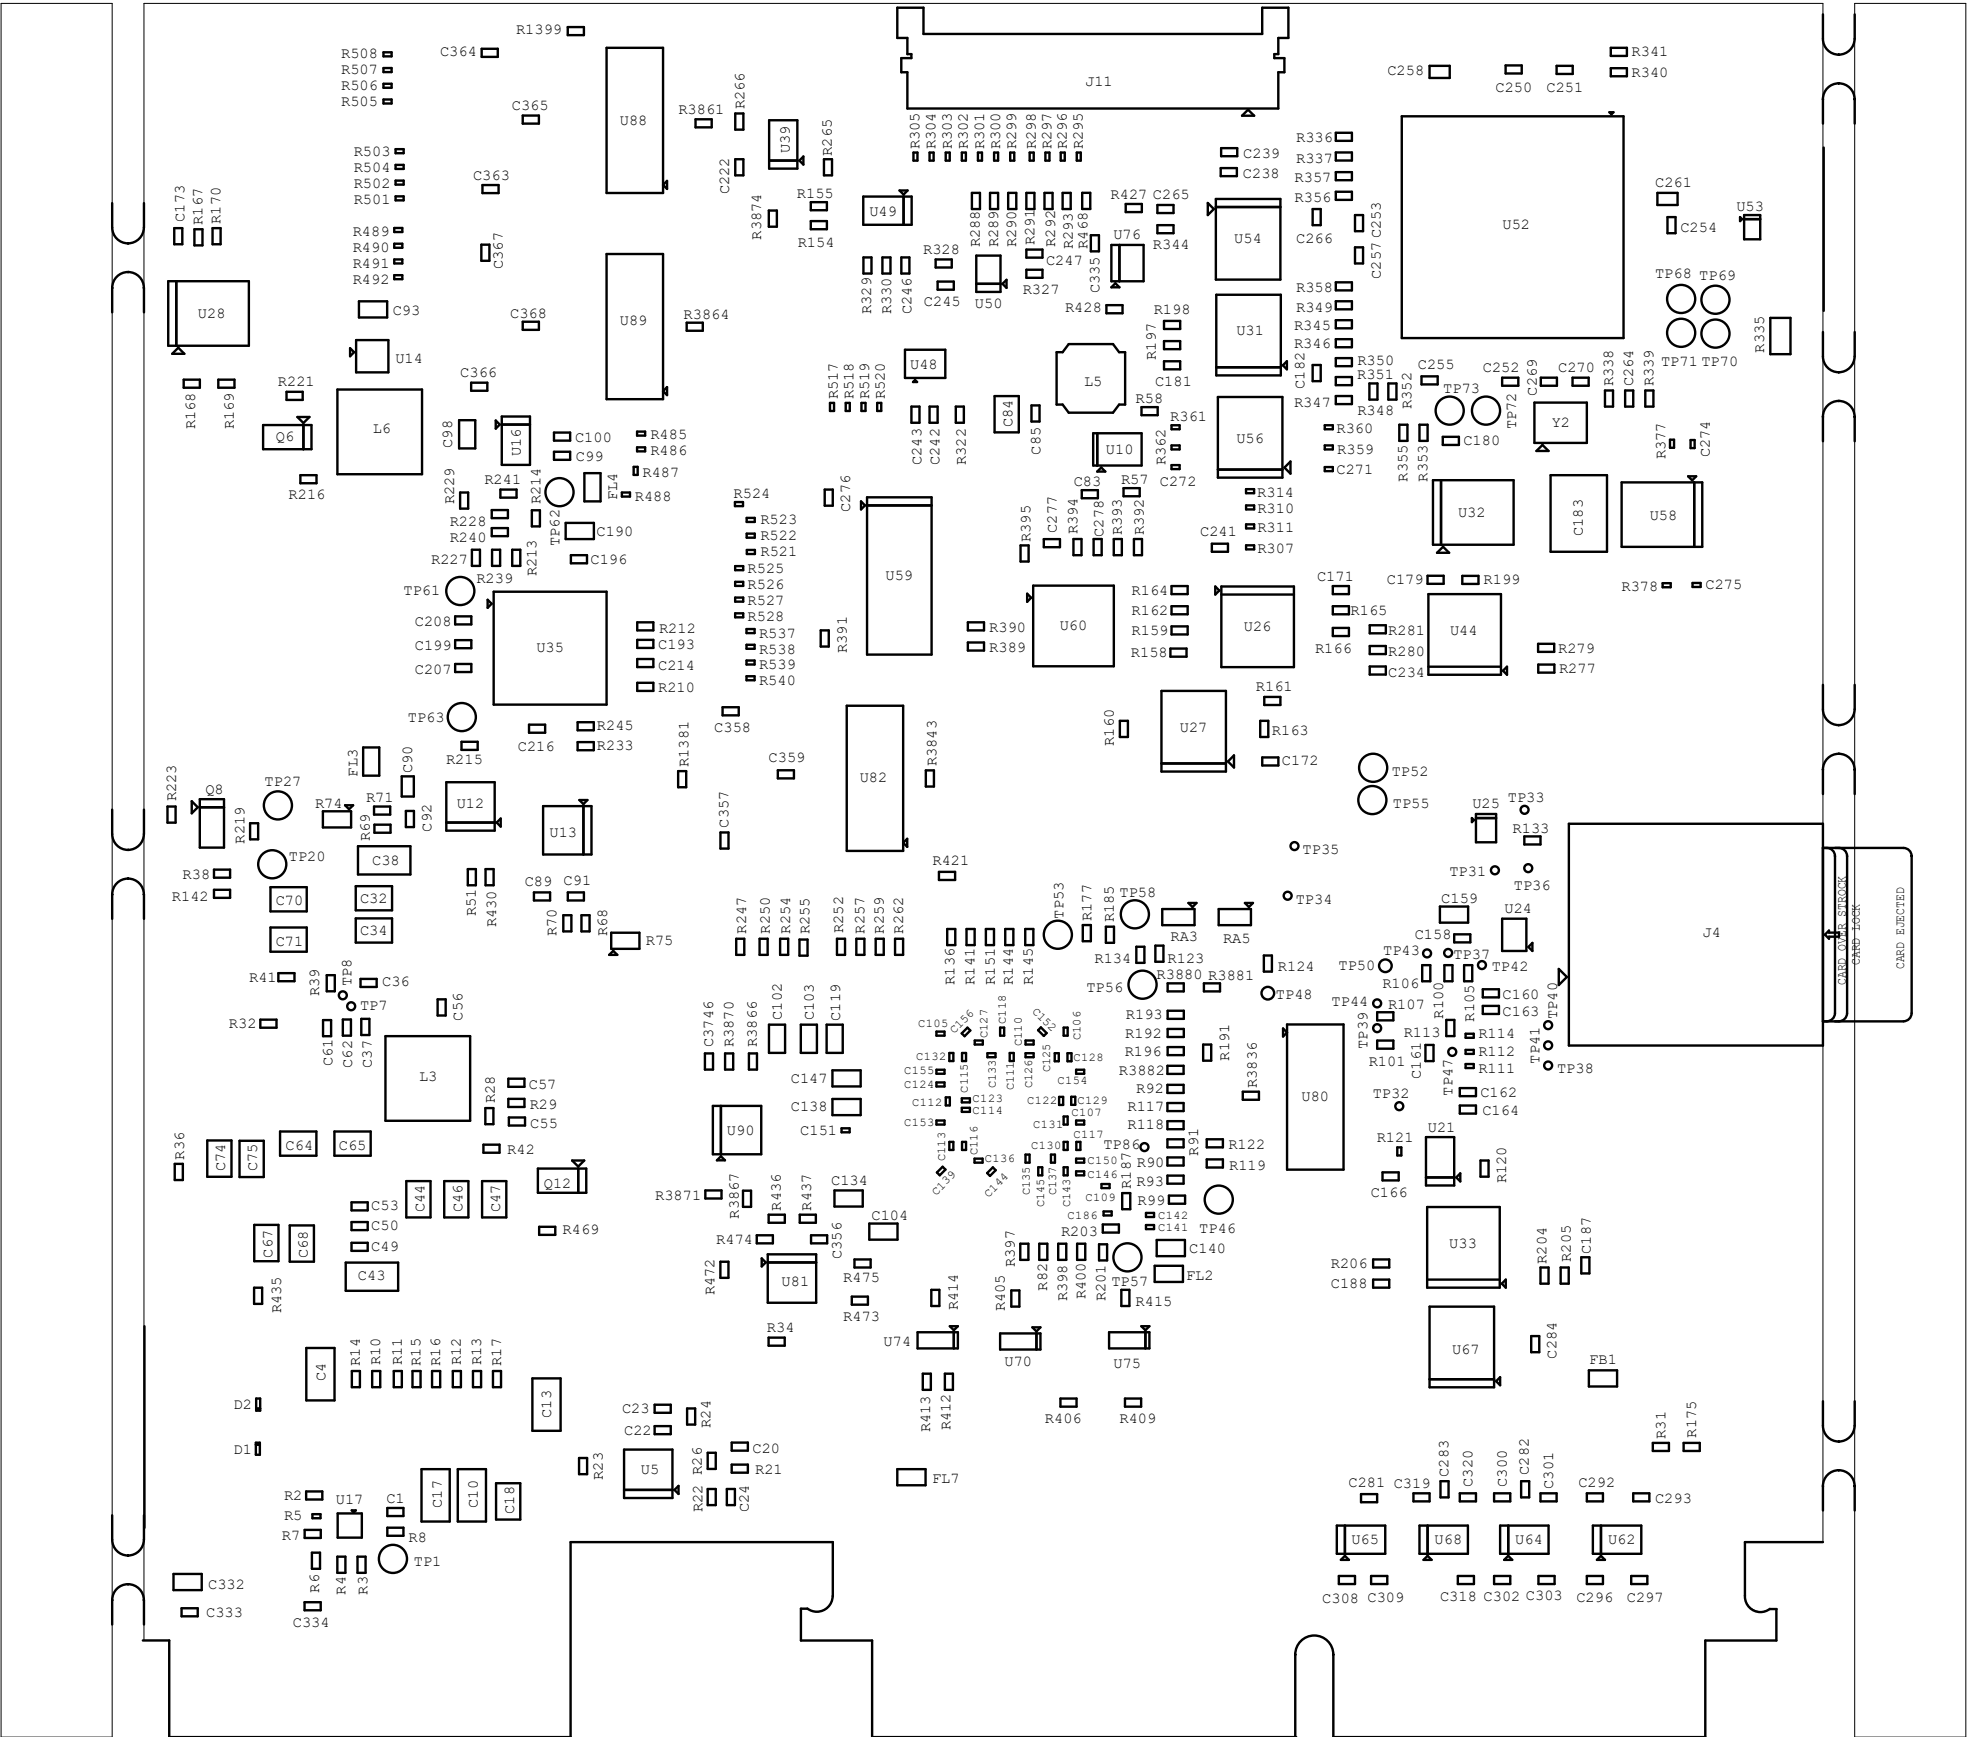 R1399
R508
C364
R507
R506
R505
C365
U88
R3861
R266
U39
R265
J11
C258
C250
C251
R341
R340
R503
R504
R502
R501
C363
C222
R3874
R155
R154
U49
R305
R304
R303
R302
R301
R300
R299
R298
R297
R296
R295
C239
C238
R336
R337
R357
R356
U52
C261
C254
U53
C173
R167
R170
R489
R490
R491
R492
C367
R288
R289
R290
R291
R292
R293
R468
R427
C265
U76
R344
U54
C266
C253
C257
U28
C93
U14
C368
U89
R3864
R329
R330
C246
R328
C245
U50
C247
R327
C335
R428
R198
R197
C181
U31
R358
R349
R345
R346
R350
R351
C182
R347
R348
R352
TP68
TP69
TP71
TP70
R335
R168
R169
R221
Q6
L6
R216
C366
C98
U16
C100
C99
R485
R486
R487
R488
R517
R518
R519
R520
U48
C243
C242
R322
C84
C85
L5
R58
U10
R361
R362
C272
U56
R360
R359
C271
C255
TP73
TP72
C180
R355
R353
C252
C269
C270
Y2
R338
C264
R339
R377
C274
R229
R241
R214
TP62
FL4
R228
R240
C190
R227
R239
R213
C196
TP61
R524
R523
R522
R521
R525
R526
R527
R528
R537
R538
R539
R540
C276
U59
R391
R395
C277
R394
C278
R393
R392
C83
R57
C241
R314
R310
R311
R307
U32
C183
U58
C208
C199
C207
U35
R212
C193
C214
R210
R390
R389
U60
R164
R162
R159
R158
U26
C171
R165
R166
R281
R280
C234
C179
R199
U44
R279
R277
R378
C275
TP63
R215
C216
R245
R233
R1381
C358
C359
U82
R3843
R160
U27
R161
R163
C172
TP52
TP55
R223
Q8
R219
TP27
TP20
FL3
R74
R71
R69
C90
C92
U12
U13
C357
R421
TP35
TP34
U25
TP33
R133
TP31
TP36
J4
CARD OVER STROCK
CARD LOCK
CARD EJECTED
R38
R142
C70
C71
C38
C32
C34
R51
R430
C89
C91
R70
R68
R75
R247
R250
R254
R255
R252
R257
R259
R262
R136
R141
R151
R144
R145
TP53
R177
R185
TP58
RA3
RA5
C159
C158
U24
R41
R39
TP8
TP7
C36
C56
R32
C61
C62
C37
L3
R134
R123
TP56
R3880
R3881
R124
TP48
TP50
TP43
TP37
TP42
R106
R100
R105
C160
C163
TP44
R107
TP39
R101
R113
C161
TP47
R114
R112
R111
TP40
TP41
TP38
TP32
C162
C164
C3746
R3870
R3866
C102
C103
C119
C147
C138
C151
U90
C105
C156
C127
C118
C110
C152
C106
C132
C115
C133
C111
C126
C125
C128
C155
C124
C154
C112
C123
C114
C122
C129
C153
C107
C131
C113
C116
C136
C130
C117
C139
C144
C135
C145
C137
C143
C150
C146
C109
C186
TP86
R187
R193
R192
R196
R3882
R92
R117
R118
R91
R90
R93
R99
R191
R3836
U80
R122
R119
TP46
R121
U21
C166
R120
R28
C57
R29
C55
R42
Q12
R36
C74
C75
C64
C65
C44
C46
C47
C53
C50
C49
C67
C68
C43
R469
R435
R3871
R3867
R436
R437
C134
C104
R474
C356
R472
U81
R475
R473
R34
R397
R82
R398
R400
R201
R203
TP57
C142
C141
C140
FL2
R414
R405
R415
U74
U70
U75
R413
R412
R406
R409
R206
C188
U33
R204
R205
C187
U67
C284
FB1
C4
R14
R10
R11
R15
R16
R12
R13
R17
C13
D2
D1
C23
C22
R24
R26
C20
R21
R23
U5
R22
C24
FL7
R31
R175
R2
R5
R7
U17
C1
R8
TP1
C17
C10
C18
R6
R4
R3
C332
C333
C334
C281
C319
C283
C320
C300
C282
C301
C292
C293
U65
U68
U64
U62
C308
C309
C318
C302
C303
C296
C297